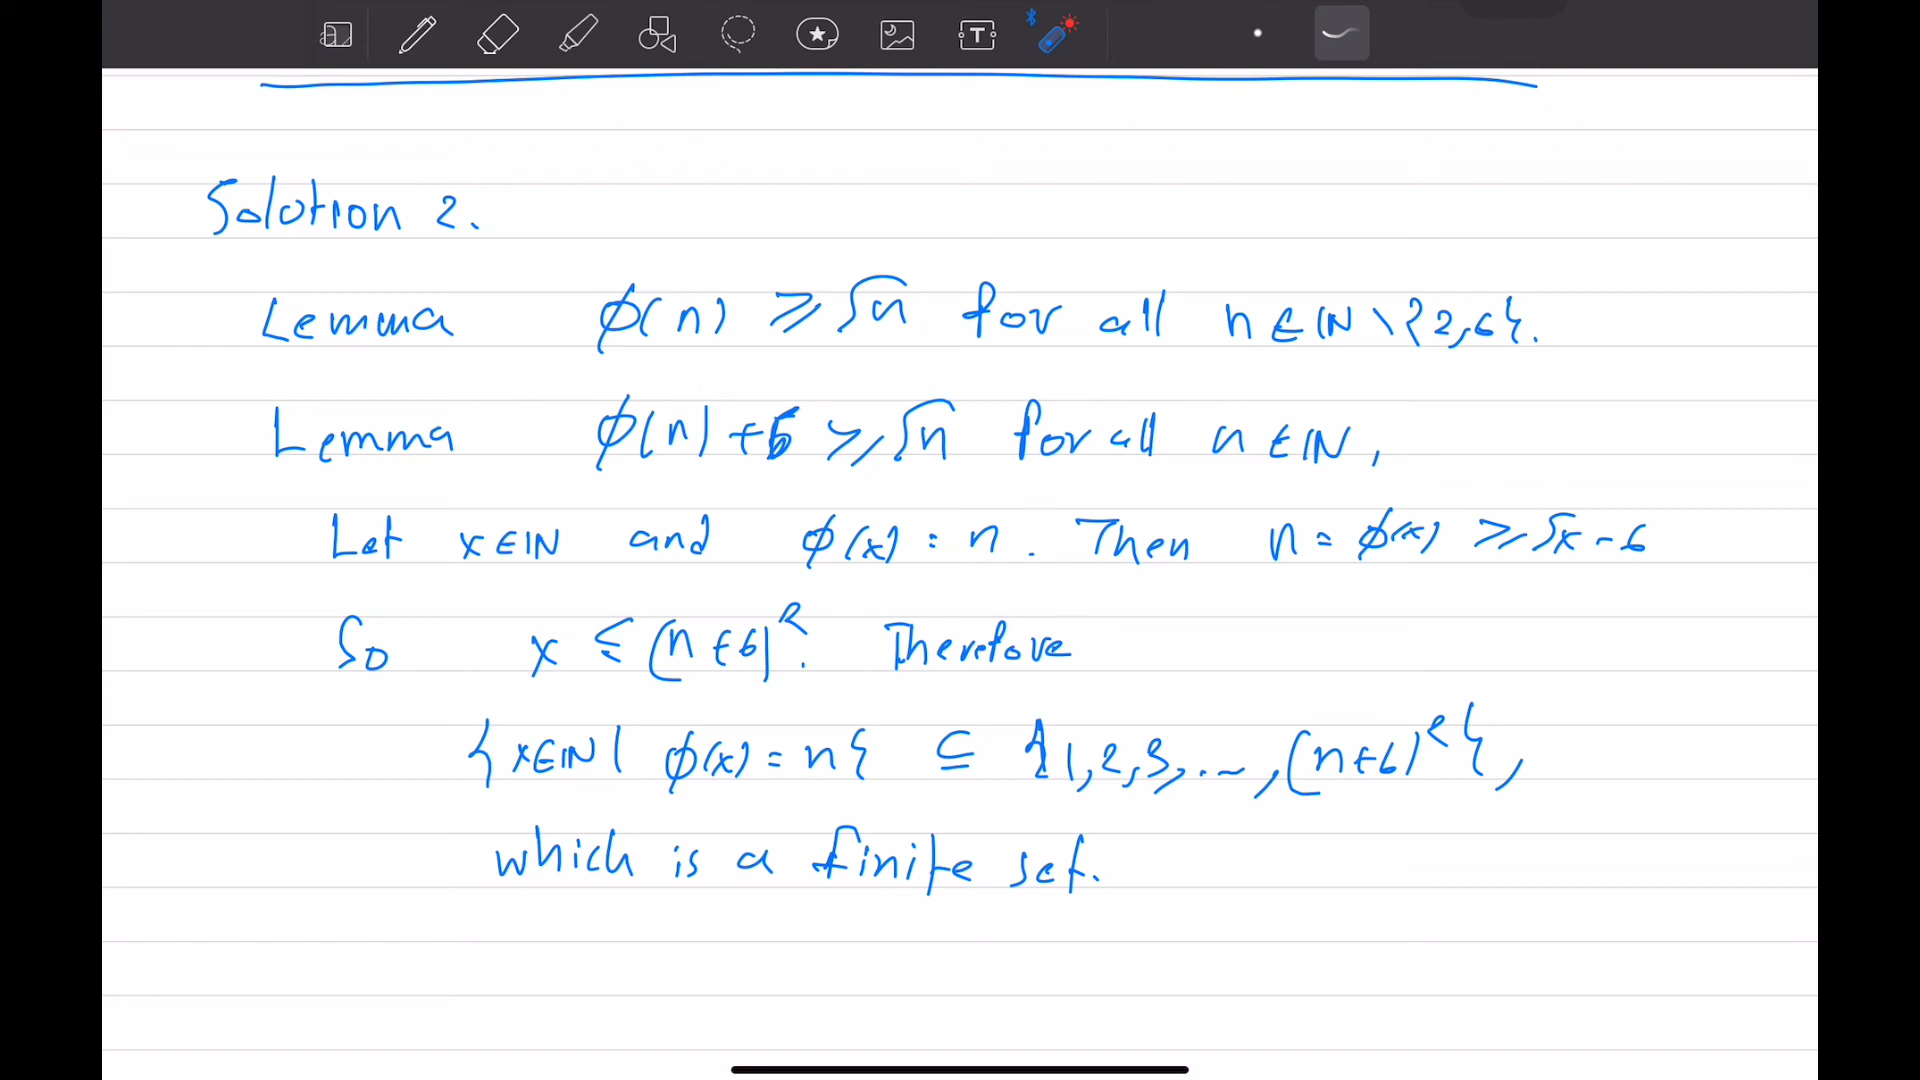 Solution 2.
Lemma φ(n) ≥ √n for all n ∈ ℕ \ {2,6}.
Lemma φ(n) + 6 ≥ √n for all n ∈ ℕ,
Let x ∈ ℕ and φ(x) = n. Then n = φ(x) ≥ √x - 6
So x ≤ (n+6)². Therefore
{x ∈ ℕ | φ(x) = n} ⊆ {1,2,3,...,(n+6)²},
which is a finite set.